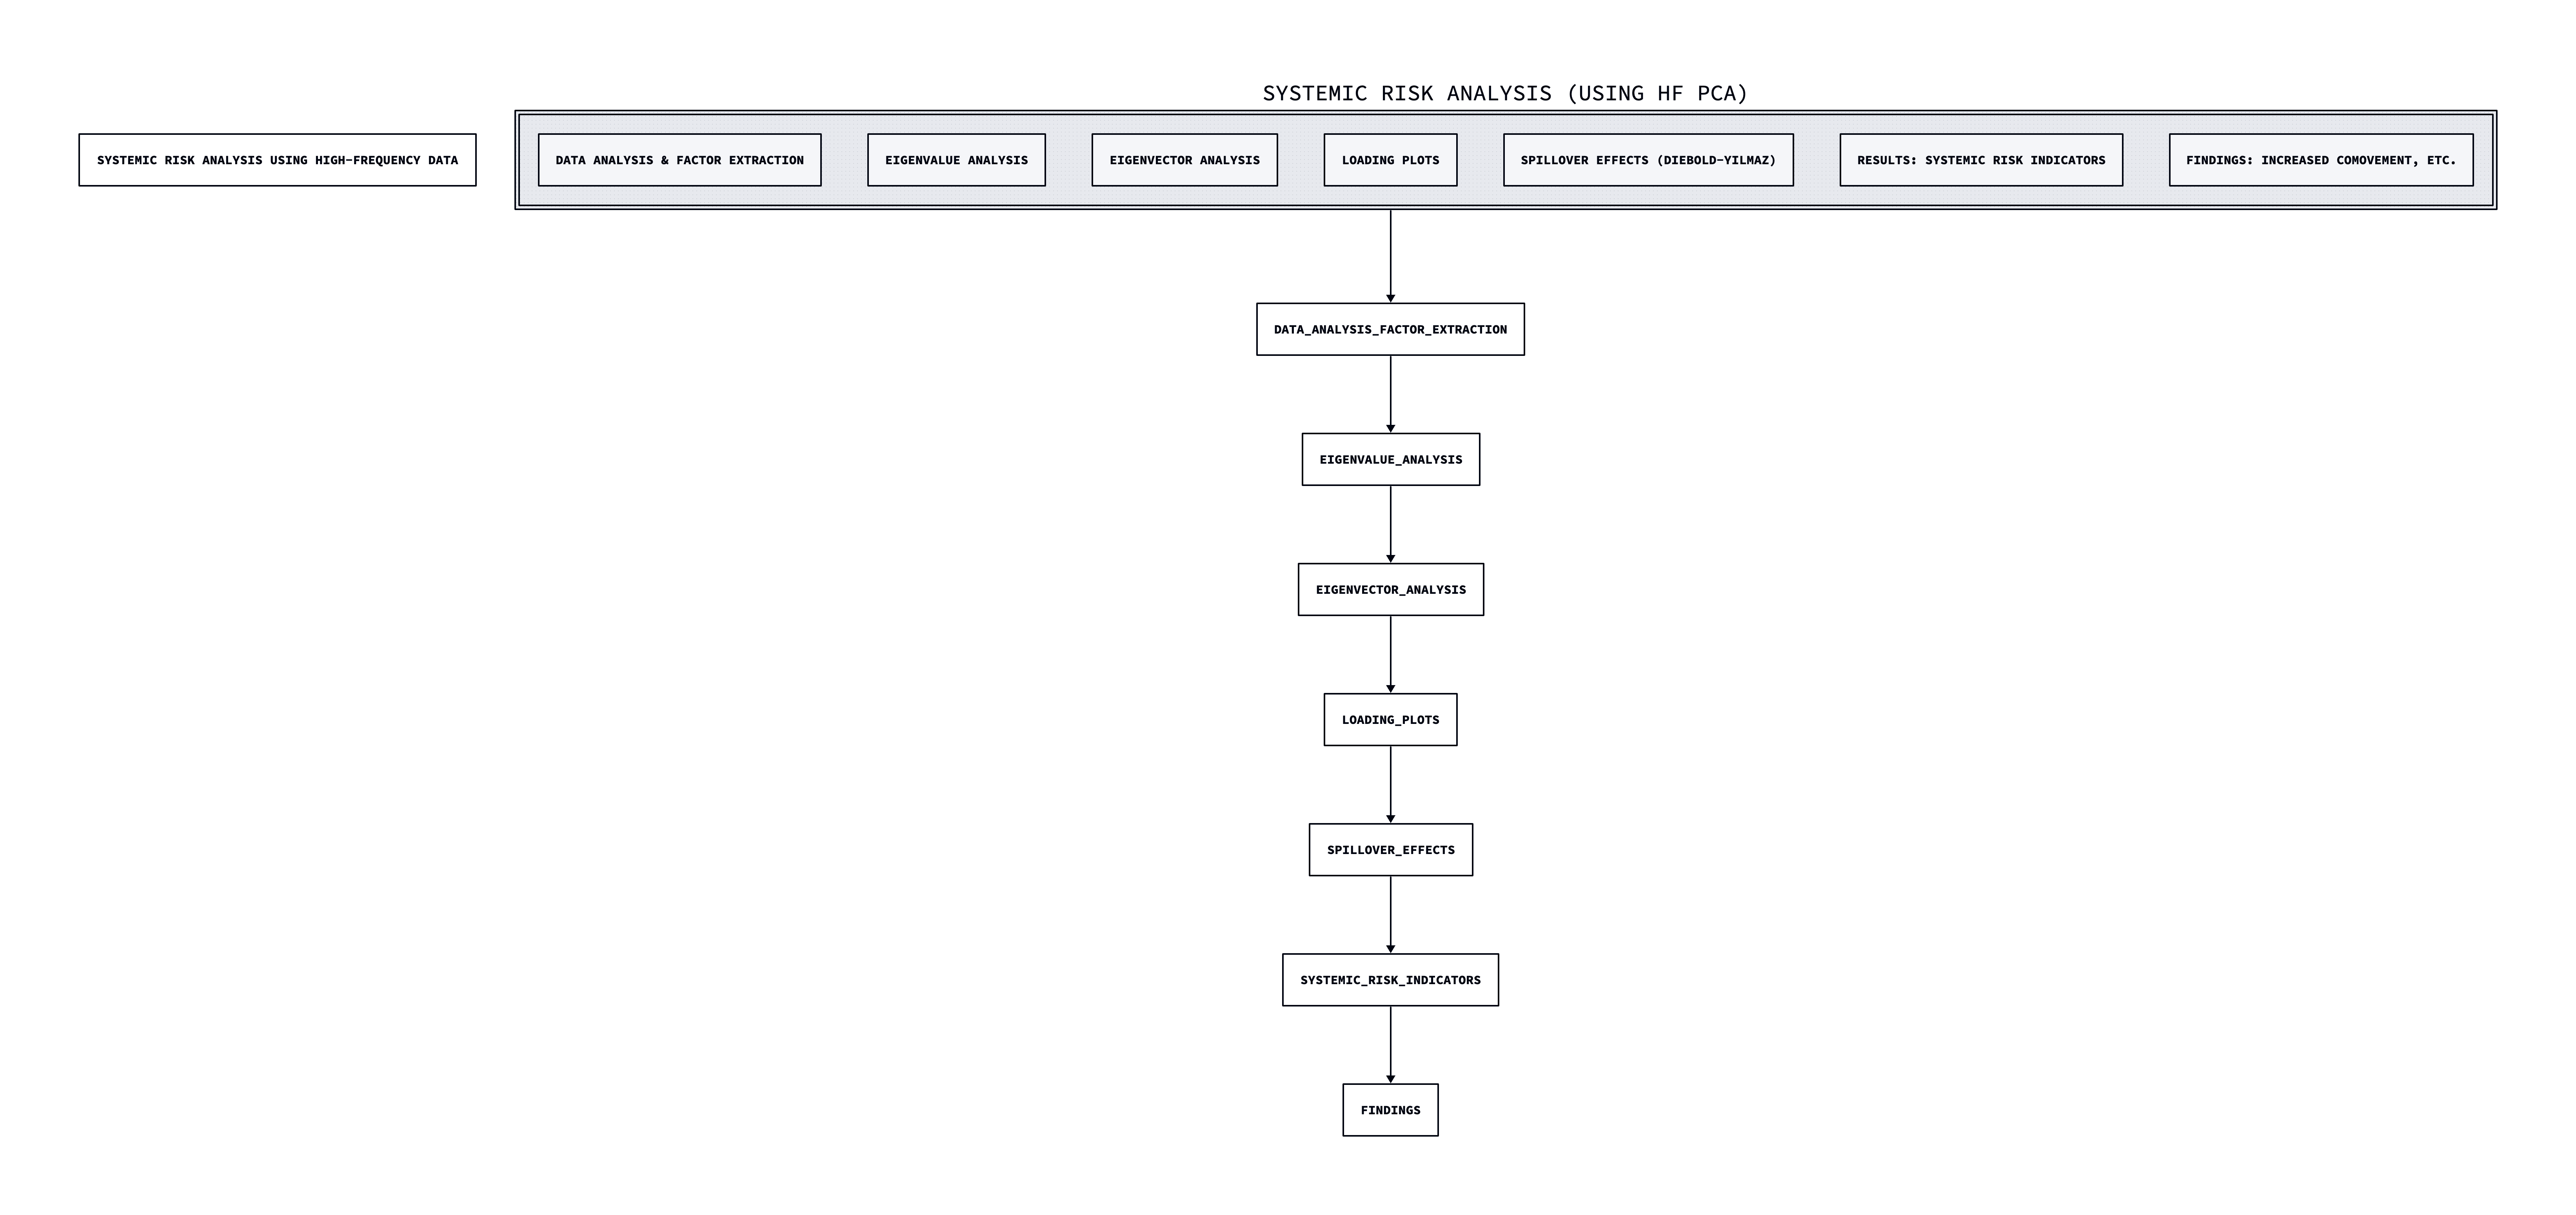 SYSTEMIC RISK ANALYSIS (USING HF PCA)
SYSTEMIC RISK ANALYSIS USING HIGH-FREQUENCY DATA
DATA ANALYSIS & FACTOR EXTRACTION
EIGENVALUE ANALYSIS
EIGENVECTOR ANALYSIS
LOADING PLOTS
SPILLOVER EFFECTS (DIEBOLD-YILMAZ)
RESULTS: SYSTEMIC RISK INDICATORS
FINDINGS: INCREASED COMOVEMENT, ETC.
DATA_ANALYSIS_FACTOR_EXTRACTION
EIGENVALUE_ANALYSIS
EIGENVECTOR_ANALYSIS
LOADING_PLOTS
SPILLOVER_EFFECTS
SYSTEMIC_RISK_INDICATORS
FINDINGS